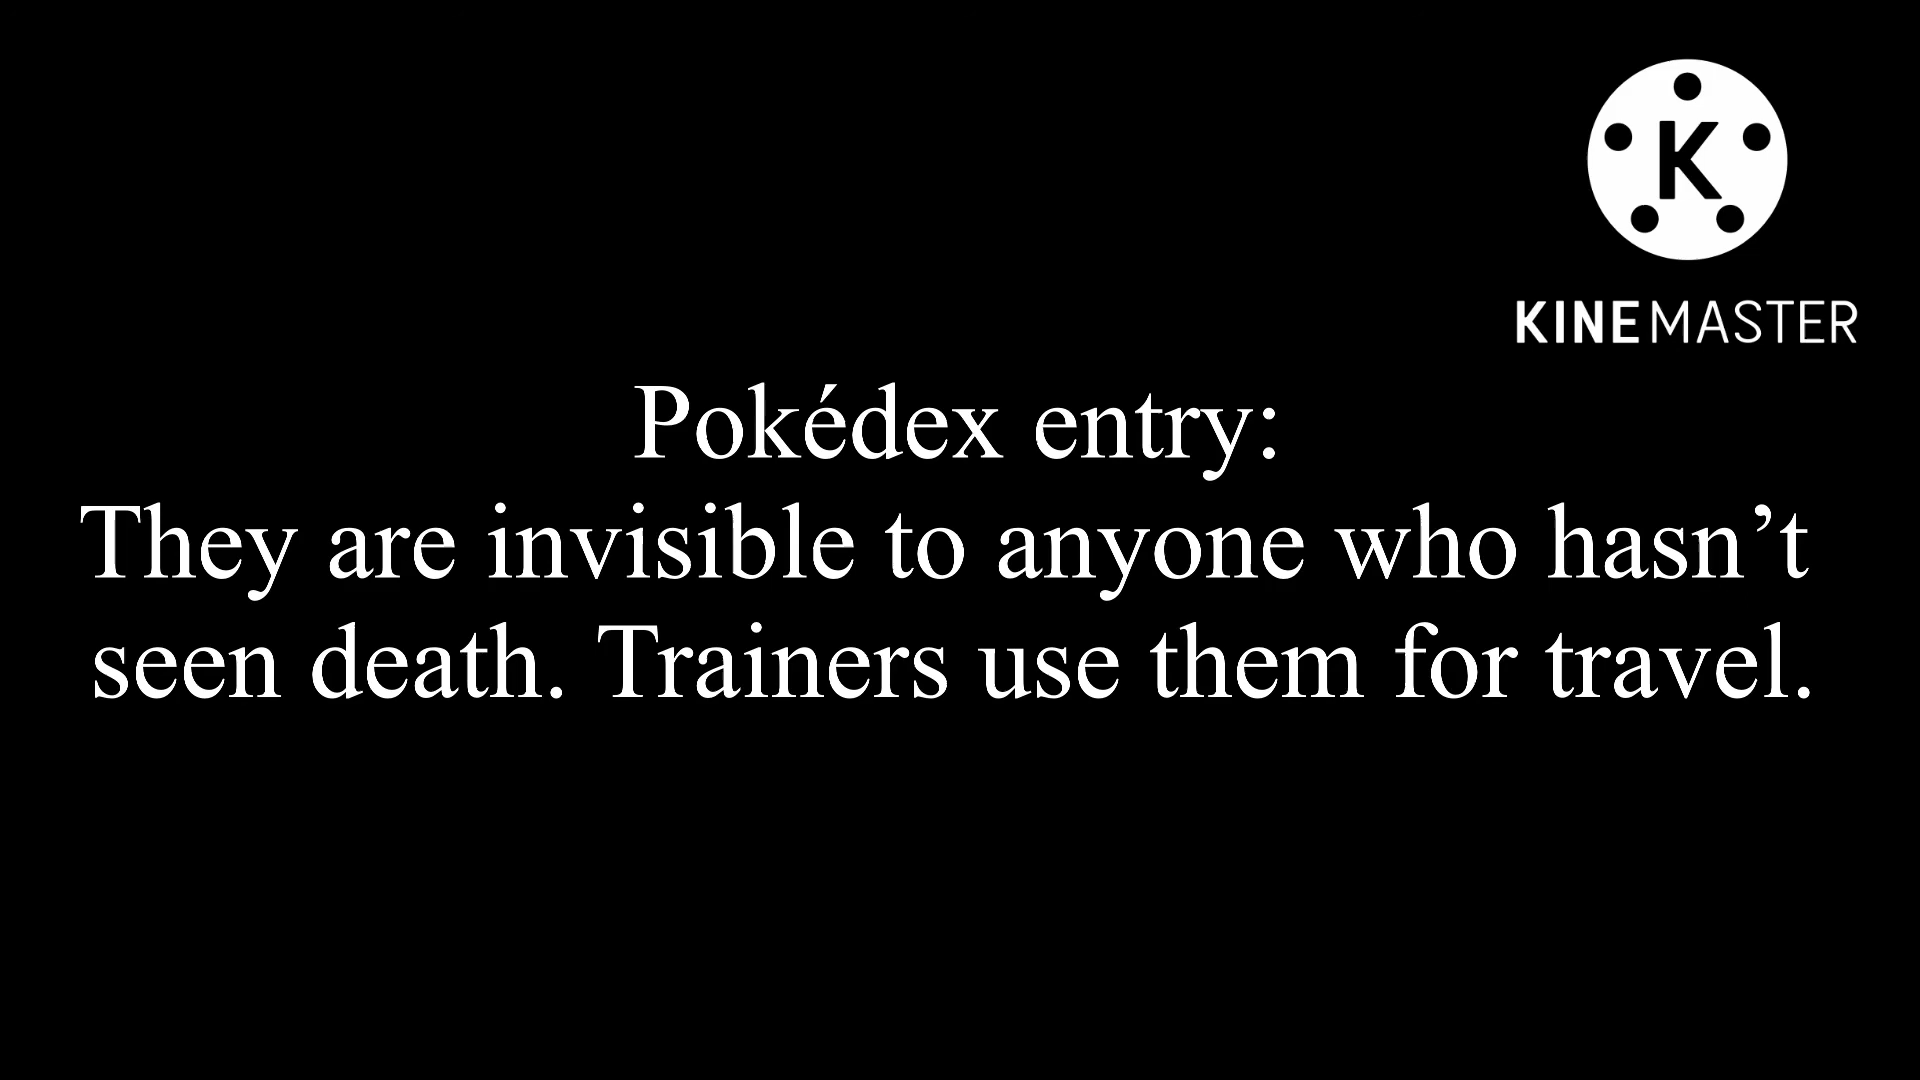 K
KINEMASTER
Pokédex entry:
They are invisible to anyone who hasn’t
seen death. Trainers use them for travel.